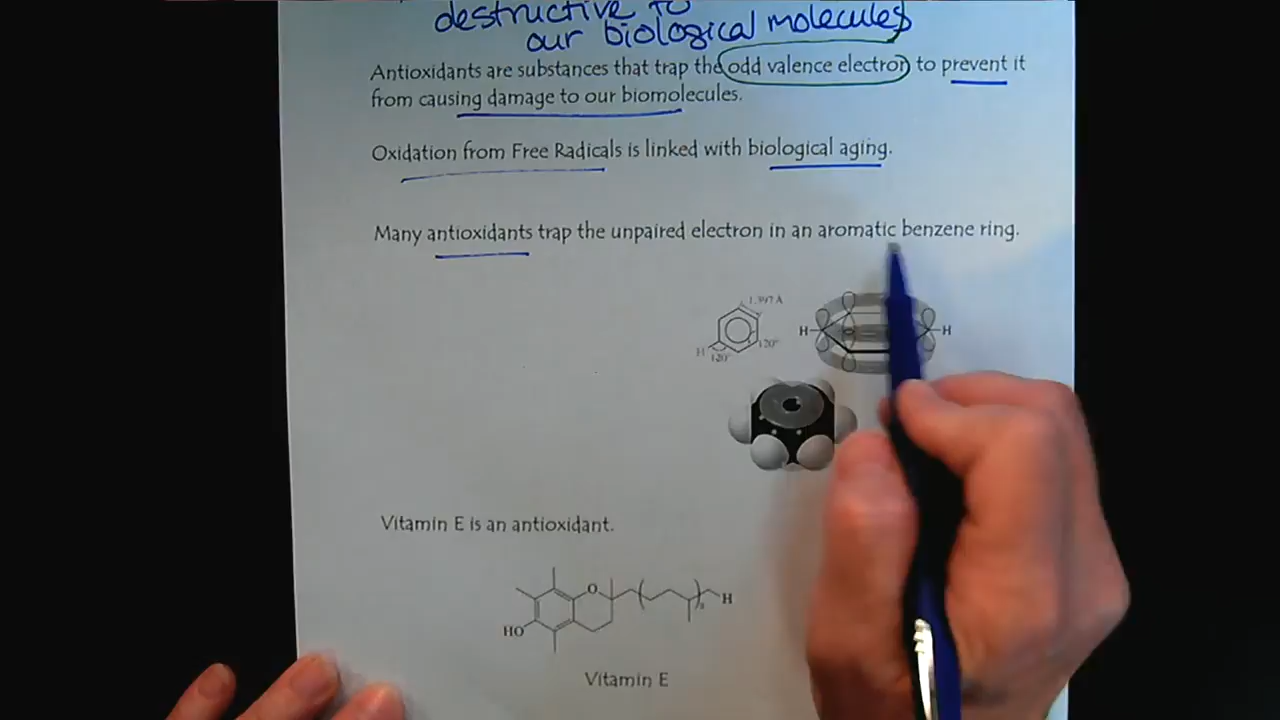 destructive to
our biological molecules
Antioxidants are substances that trap the odd valence electron to prevent it
from causing damage to our biomolecules.
Oxidation from Free Radicals is linked with biological aging.
Many antioxidants trap the unpaired electron in an aromatic benzene ring.
H 120° 120°
H H
Vitamin E is an antioxidant.
HO O H
Vitamin E